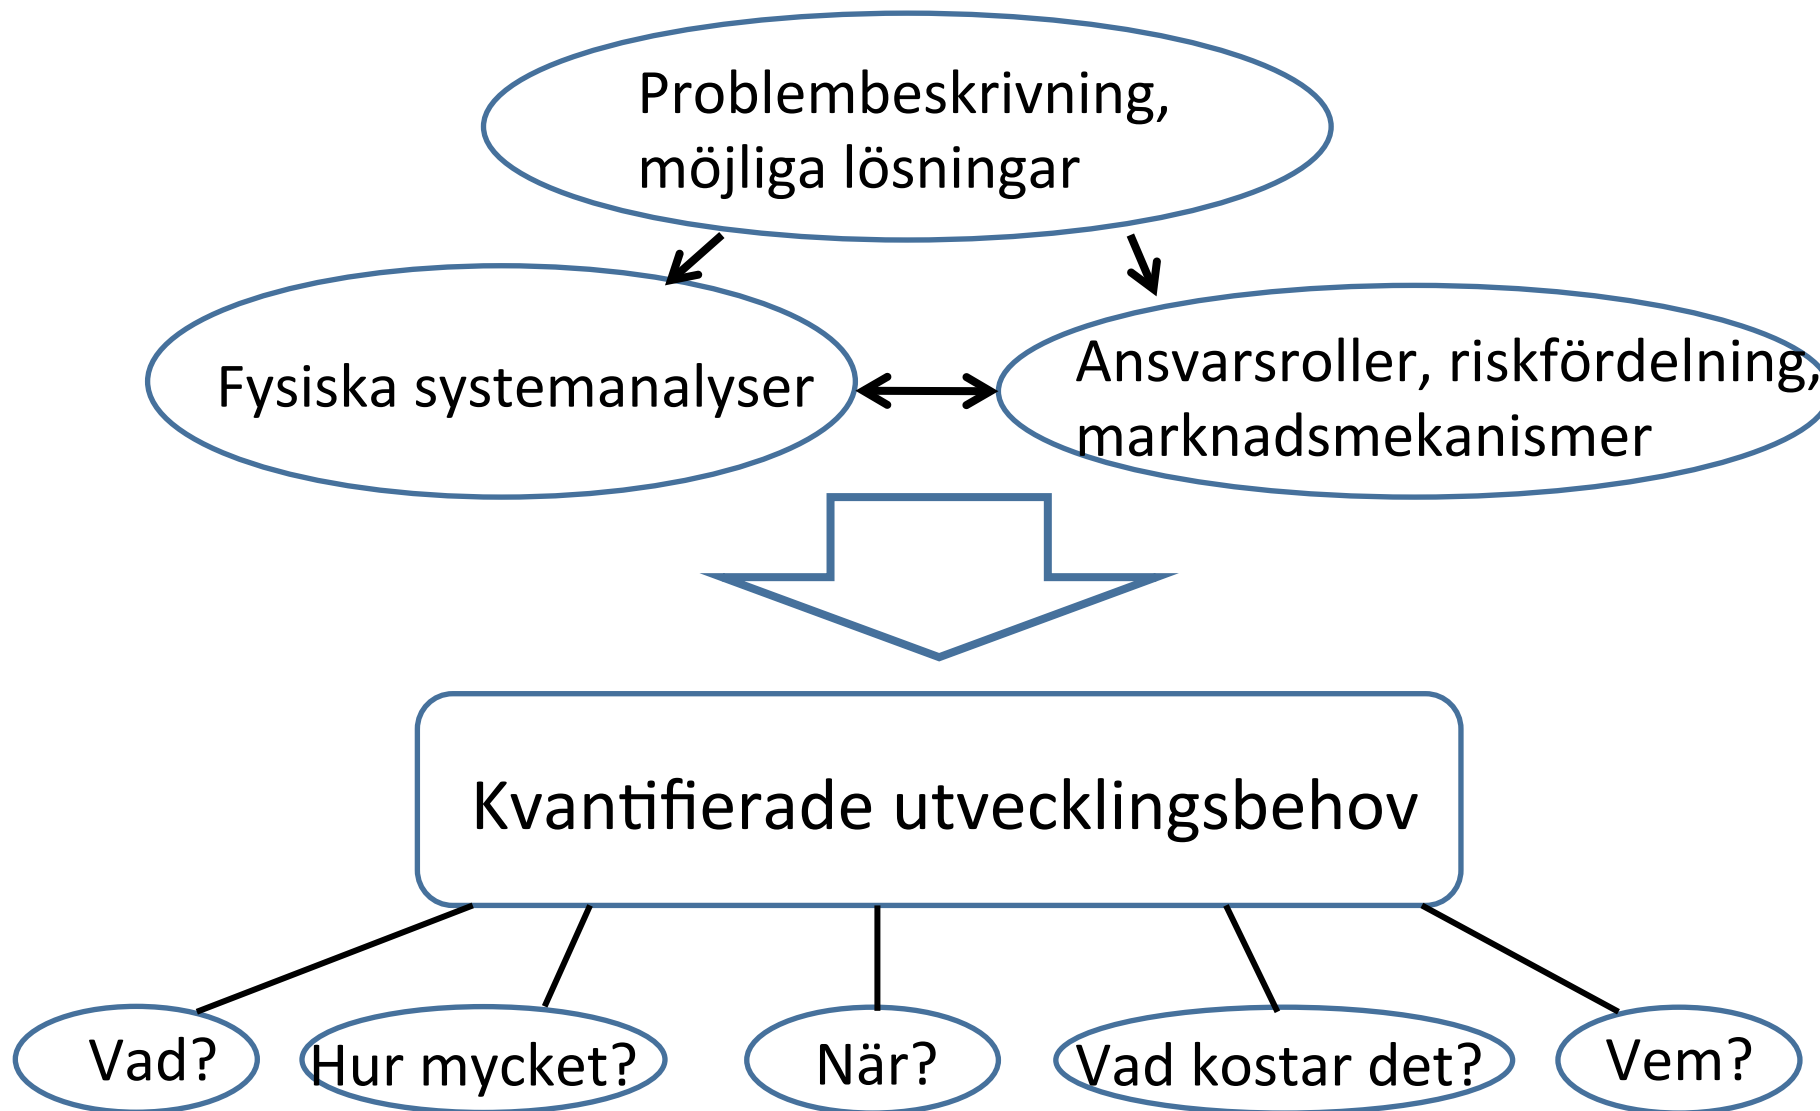 Problembeskrivning,
möjliga lösningar
Fysiska systemanalyser
Ansvarsroller, riskfördelning,
marknadsmekanismer
Kvantifierade utvecklingsbehov
Vad?
Hur mycket?
När?
Vad kostar det?
Vem?